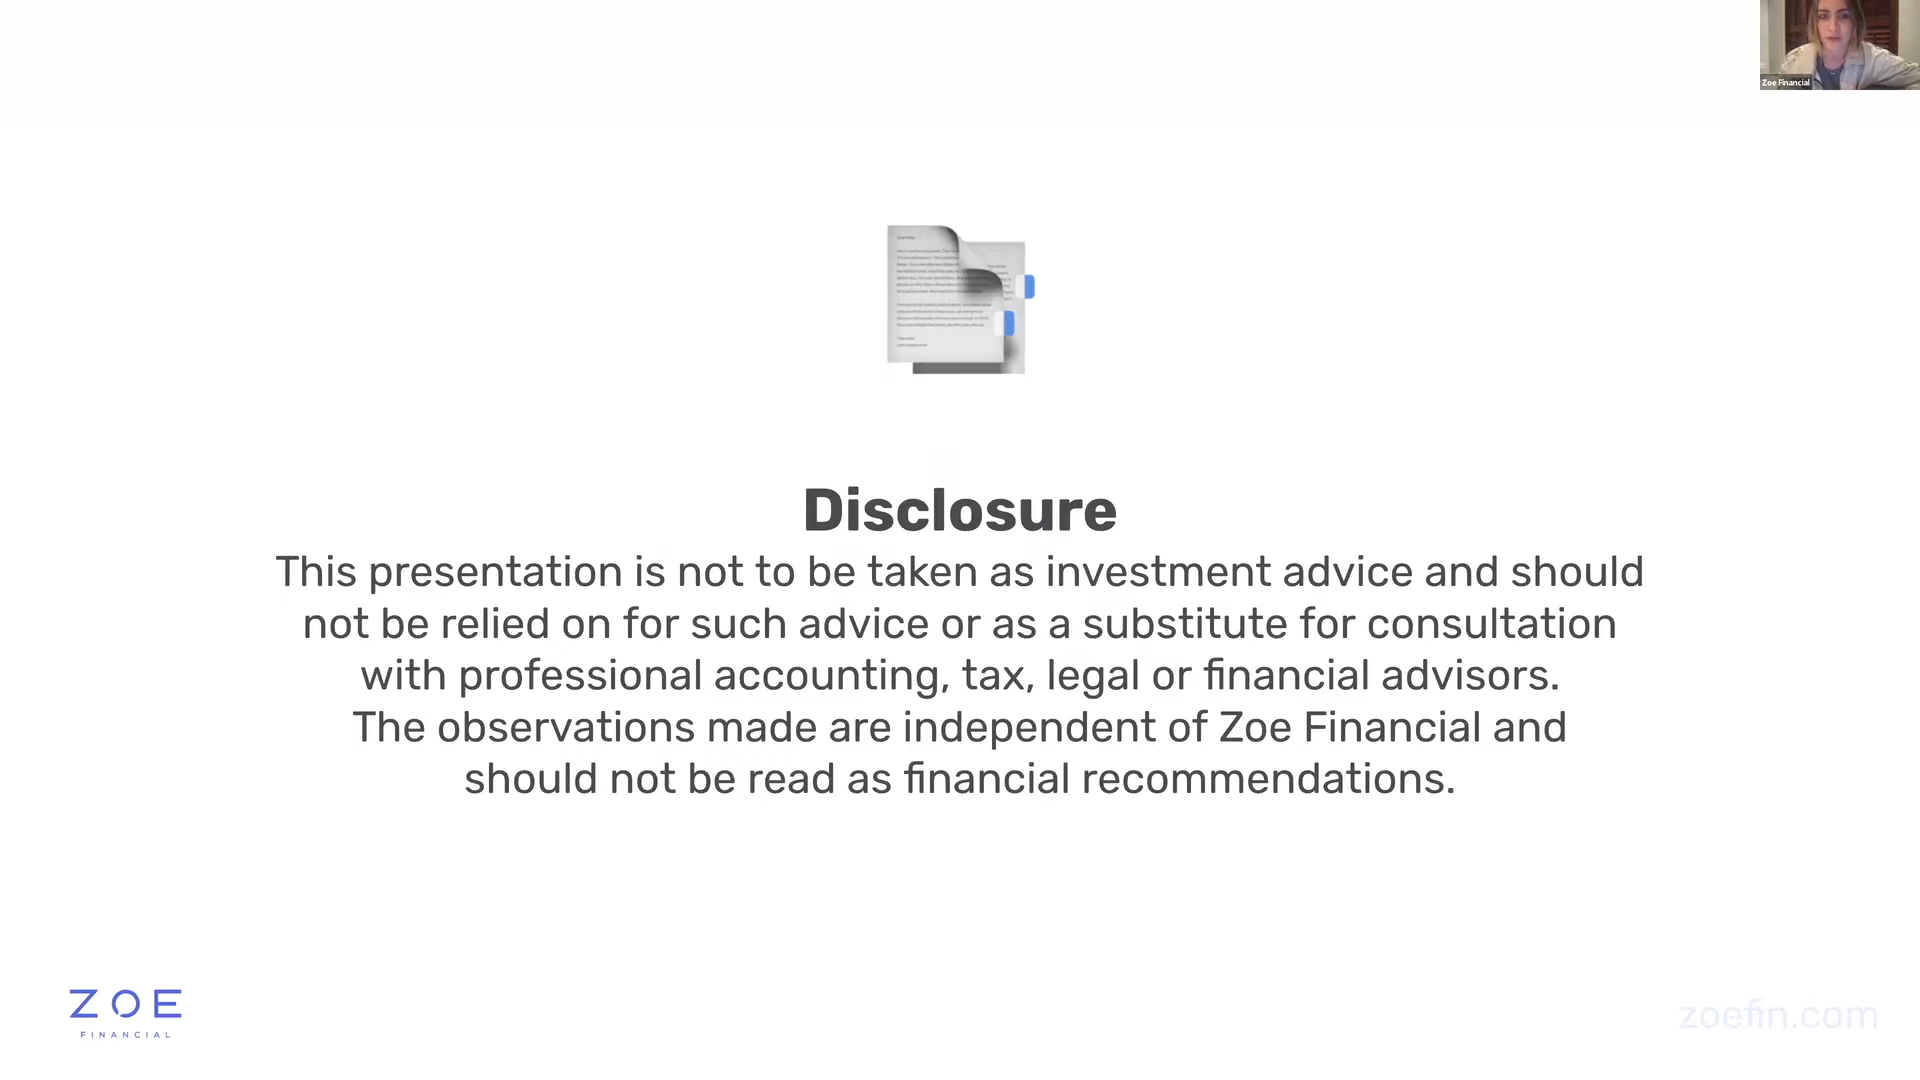 Zoe Financial
Disclosure
This presentation is not to be taken as investment advice and should
not be relied on for such advice or as a substitute for consultation
with professional accounting, tax, legal or financial advisors.
The observations made are independent of Zoe Financial and
should not be read as financial recommendations.
ZOE
FINANCIAL
zoefin.com